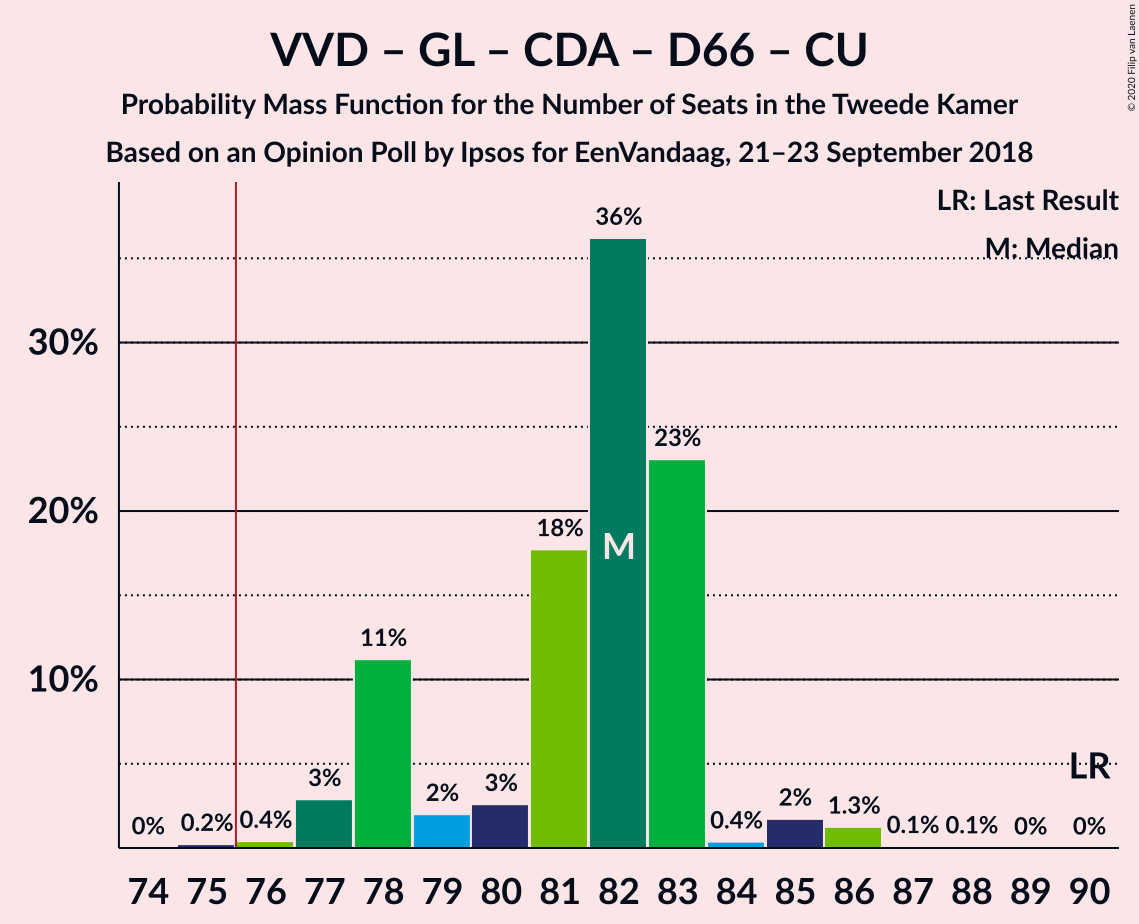 VVD – GL – CDA – D66 – CU
Probability Mass Function for the Number of Seats in the Tweede Kamer
Based on an Opinion Poll by Ipsos for EenVandaag, 21–23 September 2018
© 2020 Filip van Laenen
LR: Last Result
M: Median
30%
20%
10%
0%
0.2%
0.4%
3%
11%
2%
3%
18%
36%
23%
0.4%
2%
1.3%
0.1%
0.1%
0%
0%
M
LR
74 75 76 77 78 79 80 81 82 83 84 85 86 87 88 89 90